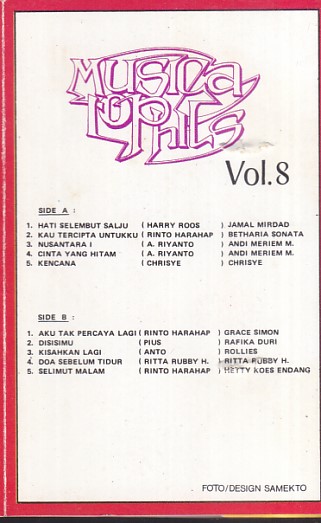 MUSICA
TOP HITS
Vol.8
SIDE A :
1. HATI SELEMBUT SALJU ( HARRY ROOS ) JAMAL MIRDAD
2. KAU TERCIPTA UNTUKKU ( RINTO HARAHAP ) BETHARIA SONATA
3. NUSANTARA I ( A. RIYANTO ) ANDI MERIEM M.
4. CINTA YANG HITAM ( A. RIYANTO ) ANDI MERIEM M.
5. KENCANA ( CHRISYE ) CHRISYE
SIDE B :
1. AKU TAK PERCAYA LAGI ( RINTO HARAHAP ) GRACE SIMON
2. DISISIMU ( PIUS ) RAFIKA DURI
3. KISAHKAN LAGI ( ANTO ) ROLLIES
4. DOA SEBELUM TIDUR ( RITTA RUBBY H. ) RITTA RUBBY H.
5. SELIMUT MALAM ( RINTO HARAHAP ) HETTY KOES ENDANG
FOTO/DESIGN SAMEKTO